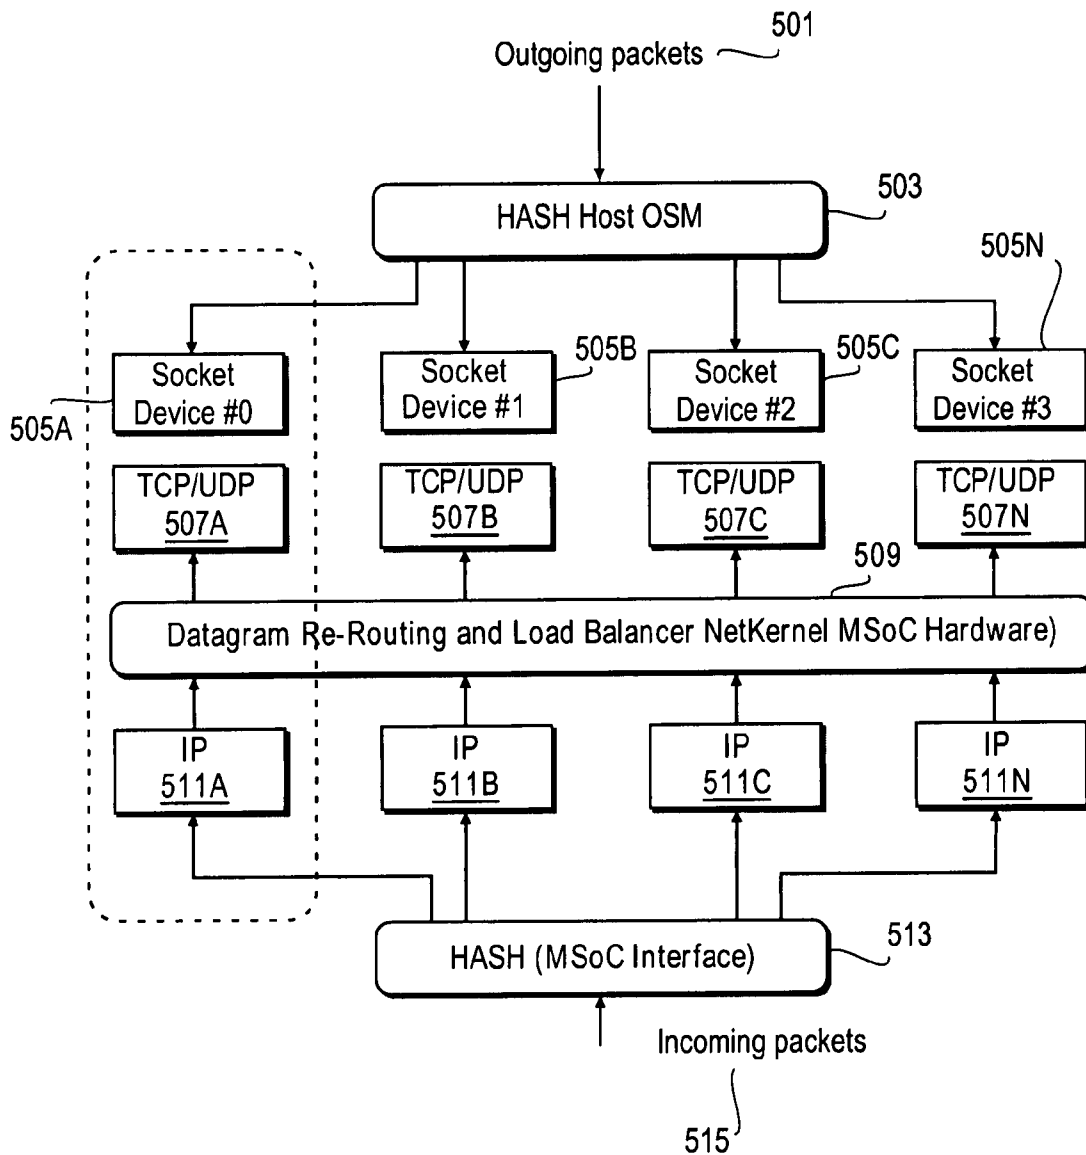 501
Outgoing packets
503
HASH Host OSM
505N
505B
505C
Socket
Device #0
Socket
Device #1
Socket
Device #2
Socket
Device #3
505A
TCP/UDP
507A
TCP/UDP
507B
TCP/UDP
507C
TCP/UDP
507N
509
Datagram Re-Routing and Load Balancer NetKernel MSoC Hardware)
IP
511A
IP
511B
IP
511C
IP
511N
513
HASH (MSoC Interface)
Incoming packets
515